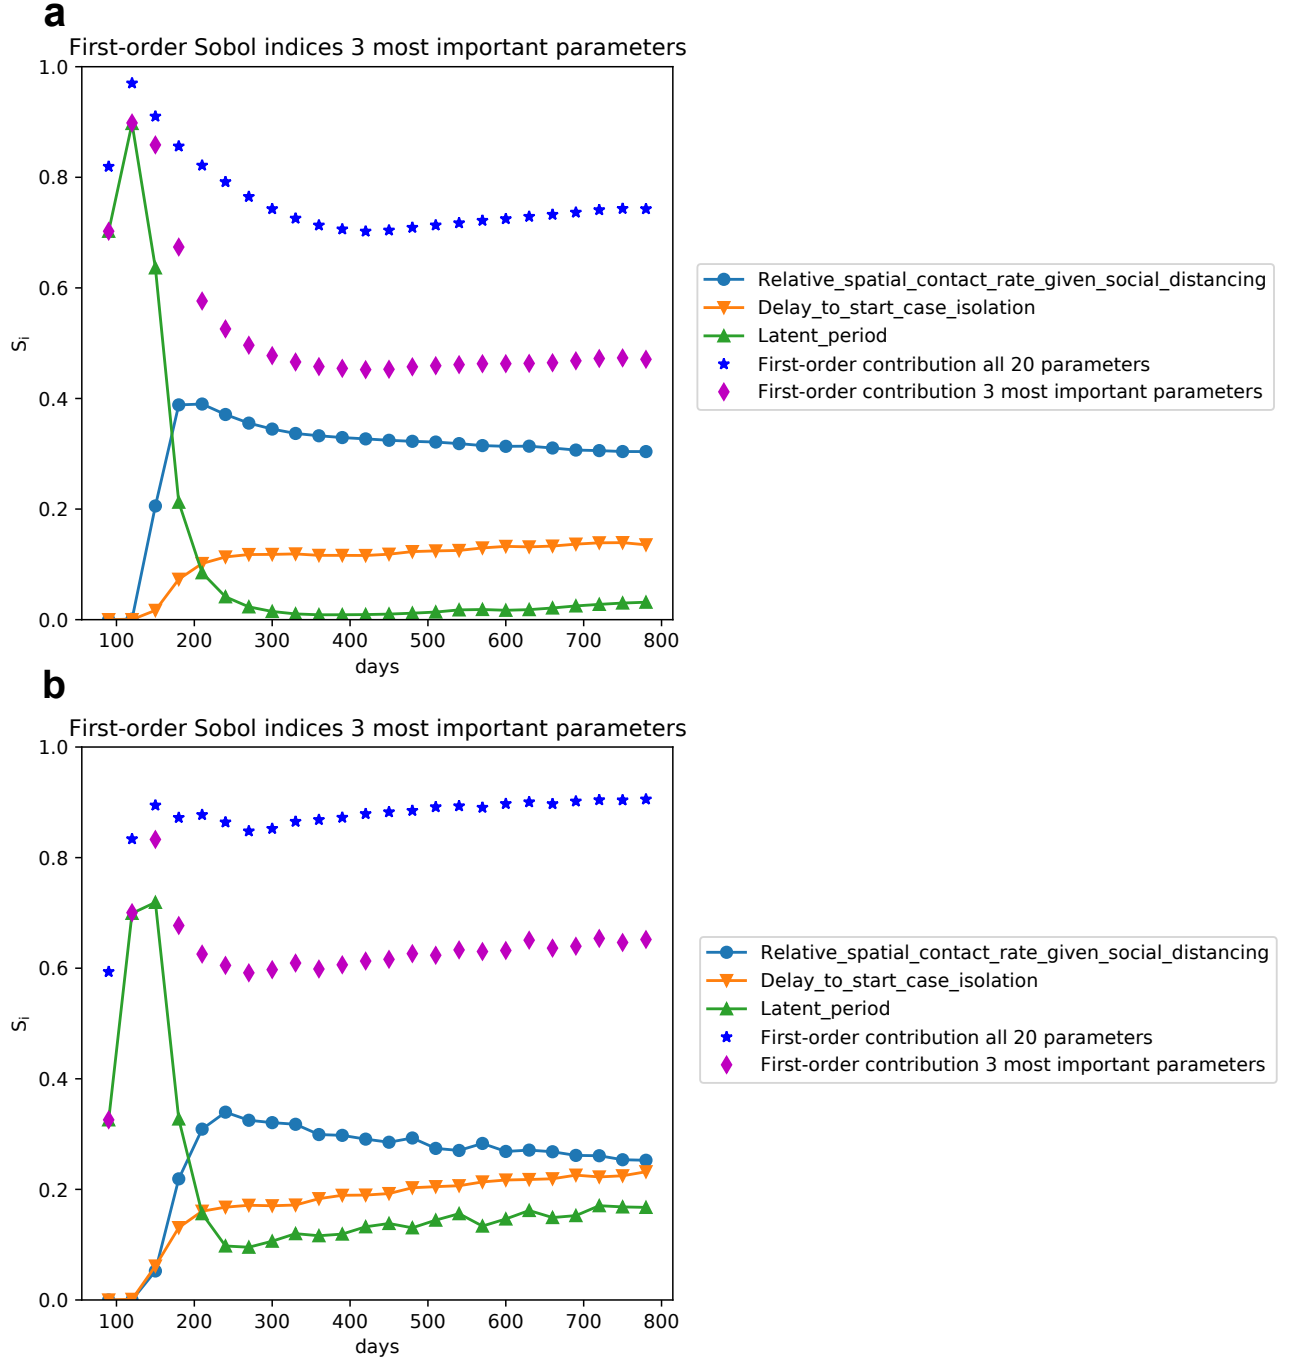 a
First-order Sobol indices 3 most important parameters
1.0
0.8
0.6
0.4
0.2
0.0
Si
100 200 300 400 500 600 700 800
days
Relative_spatial_contact_rate_given_social_distancing
Delay_to_start_case_isolation
Latent_period
First-order contribution all 20 parameters
First-order contribution 3 most important parameters
b
First-order Sobol indices 3 most important parameters
1.0
0.8
0.6
0.4
0.2
0.0
Si
100 200 300 400 500 600 700 800
days
Relative_spatial_contact_rate_given_social_distancing
Delay_to_start_case_isolation
Latent_period
First-order contribution all 20 parameters
First-order contribution 3 most important parameters